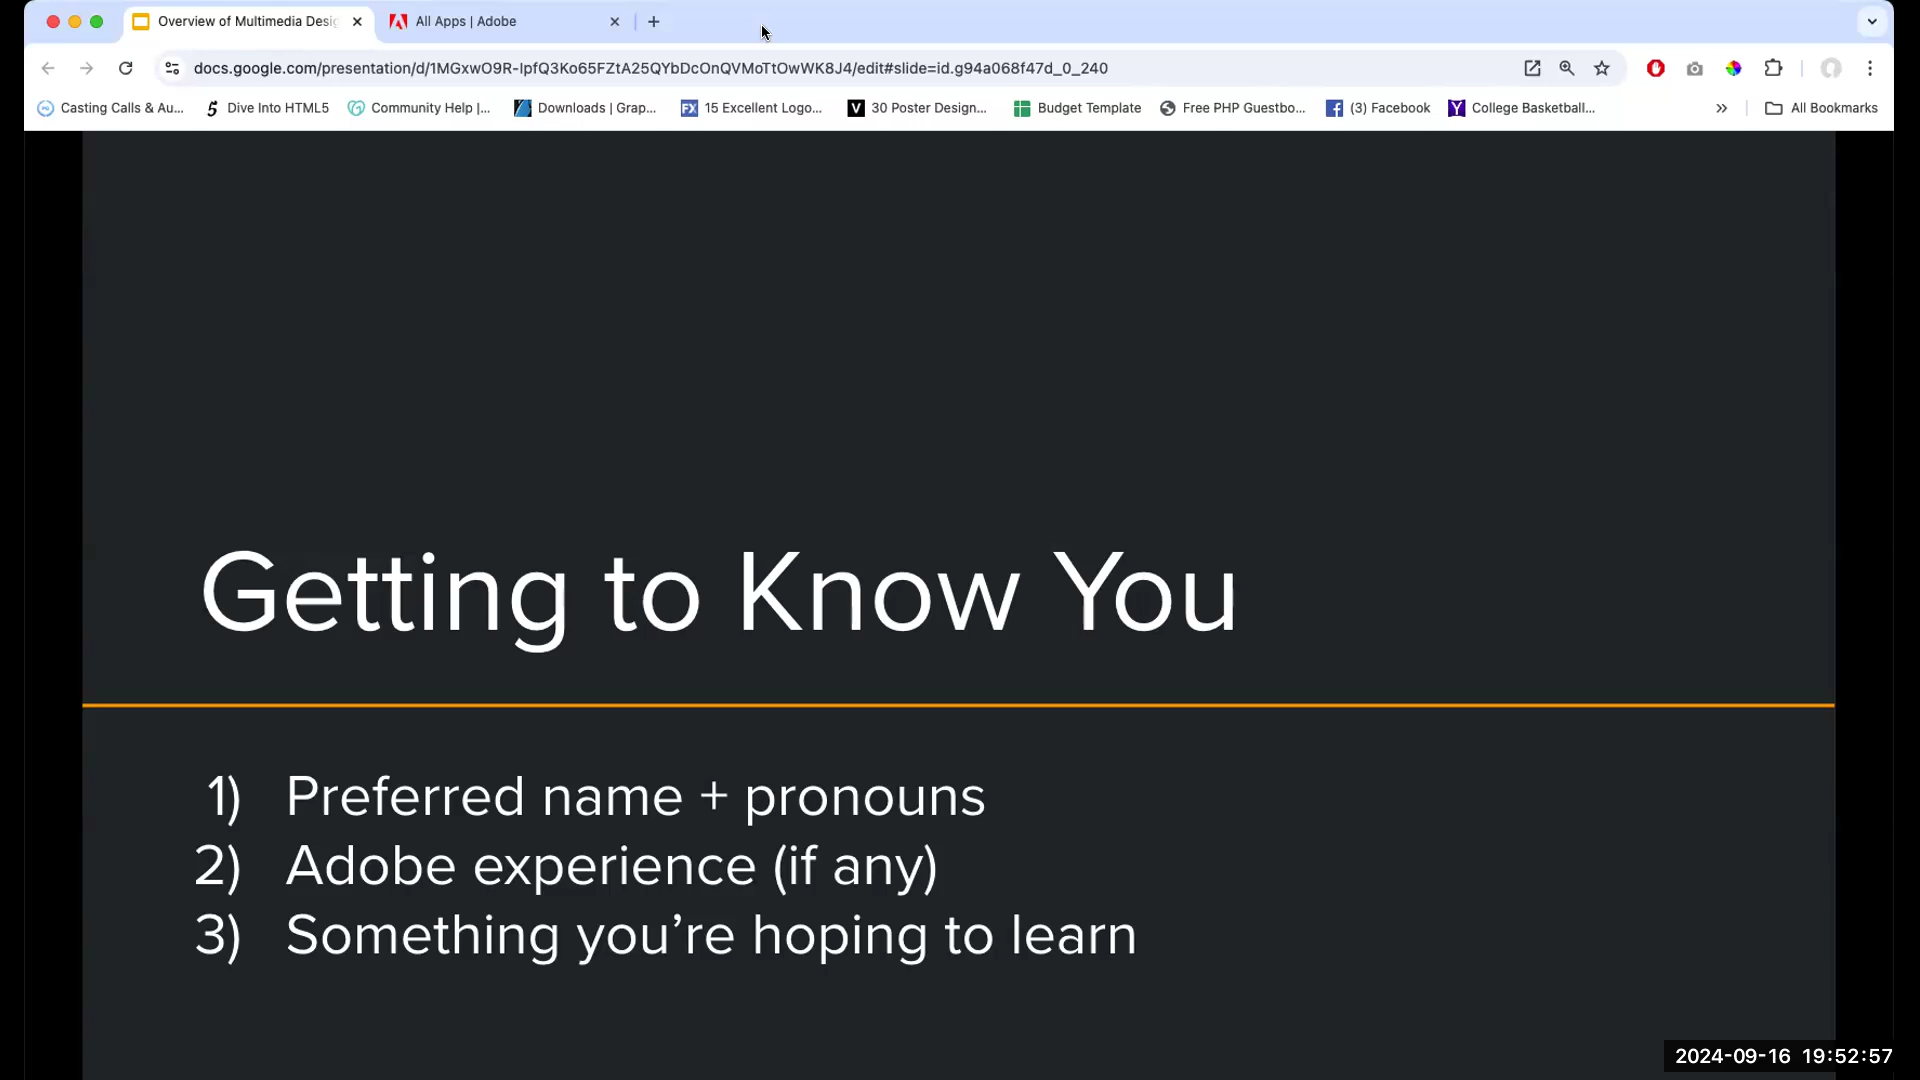 Overview of Multimedia Desi
All Apps | Adobe
docs.google.com/presentation/d/1MGxwO9R-lpfQ3Ko65FZtA25QYbDcOnQVMoTtOwWK8J4/edit#slide=id.g94a068f47d_0_240
Casting Calls & Au... Dive Into HTML5 Community Help |... Downloads | Grap... FX 15 Excellent Logo... V 30 Poster Design... Budget Template Free PHP Guestbo... (3) Facebook College Basketball... » All Bookmarks
Getting to Know You
1) Preferred name + pronouns
2) Adobe experience (if any)
3) Something you’re hoping to learn
2024-09-16 19:52:57